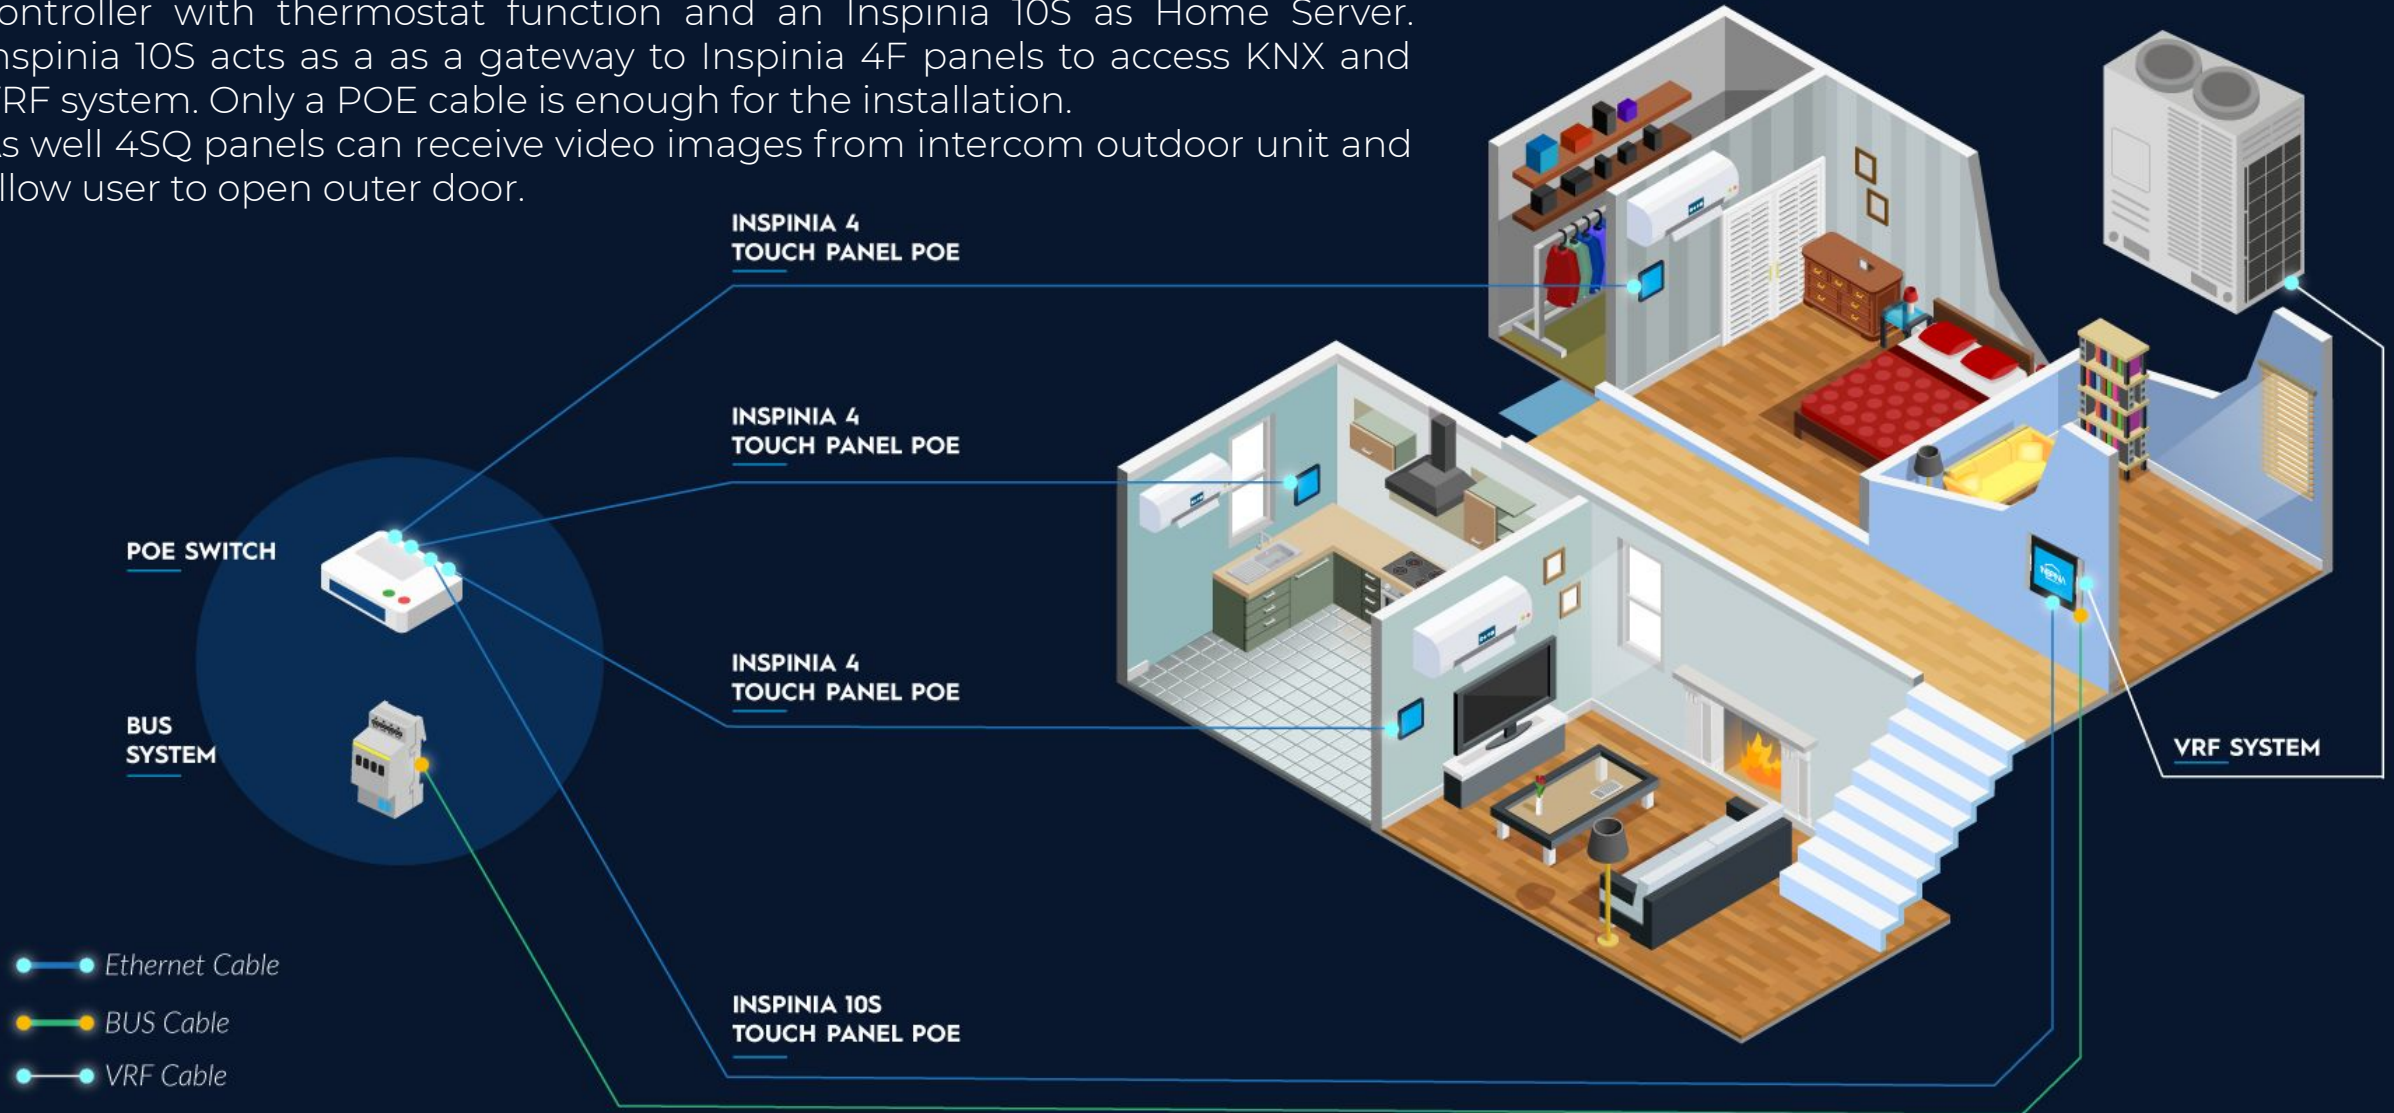 ontroller with thermostat function and an Inspinia 10S as Home Server.
nspinia 10S acts as a as a gateway to Inspinia 4F panels to access KNX and
VRF system. Only a POE cable is enough for the installation.
As well 4SQ panels can receive video images from intercom outdoor unit and
allow user to open outer door.
INSPINIA 4
TOUCH PANEL POE
INSPINIA 4
TOUCH PANEL POE
POE SWITCH
INSPINIA
INSPINIA 4
TOUCH PANEL POE
BUS
SYSTEM
VRF SYSTEM
Ethernet Cable
INSPINIA 10S
TOUCH PANEL POE
BUS Cable
VRF Cable